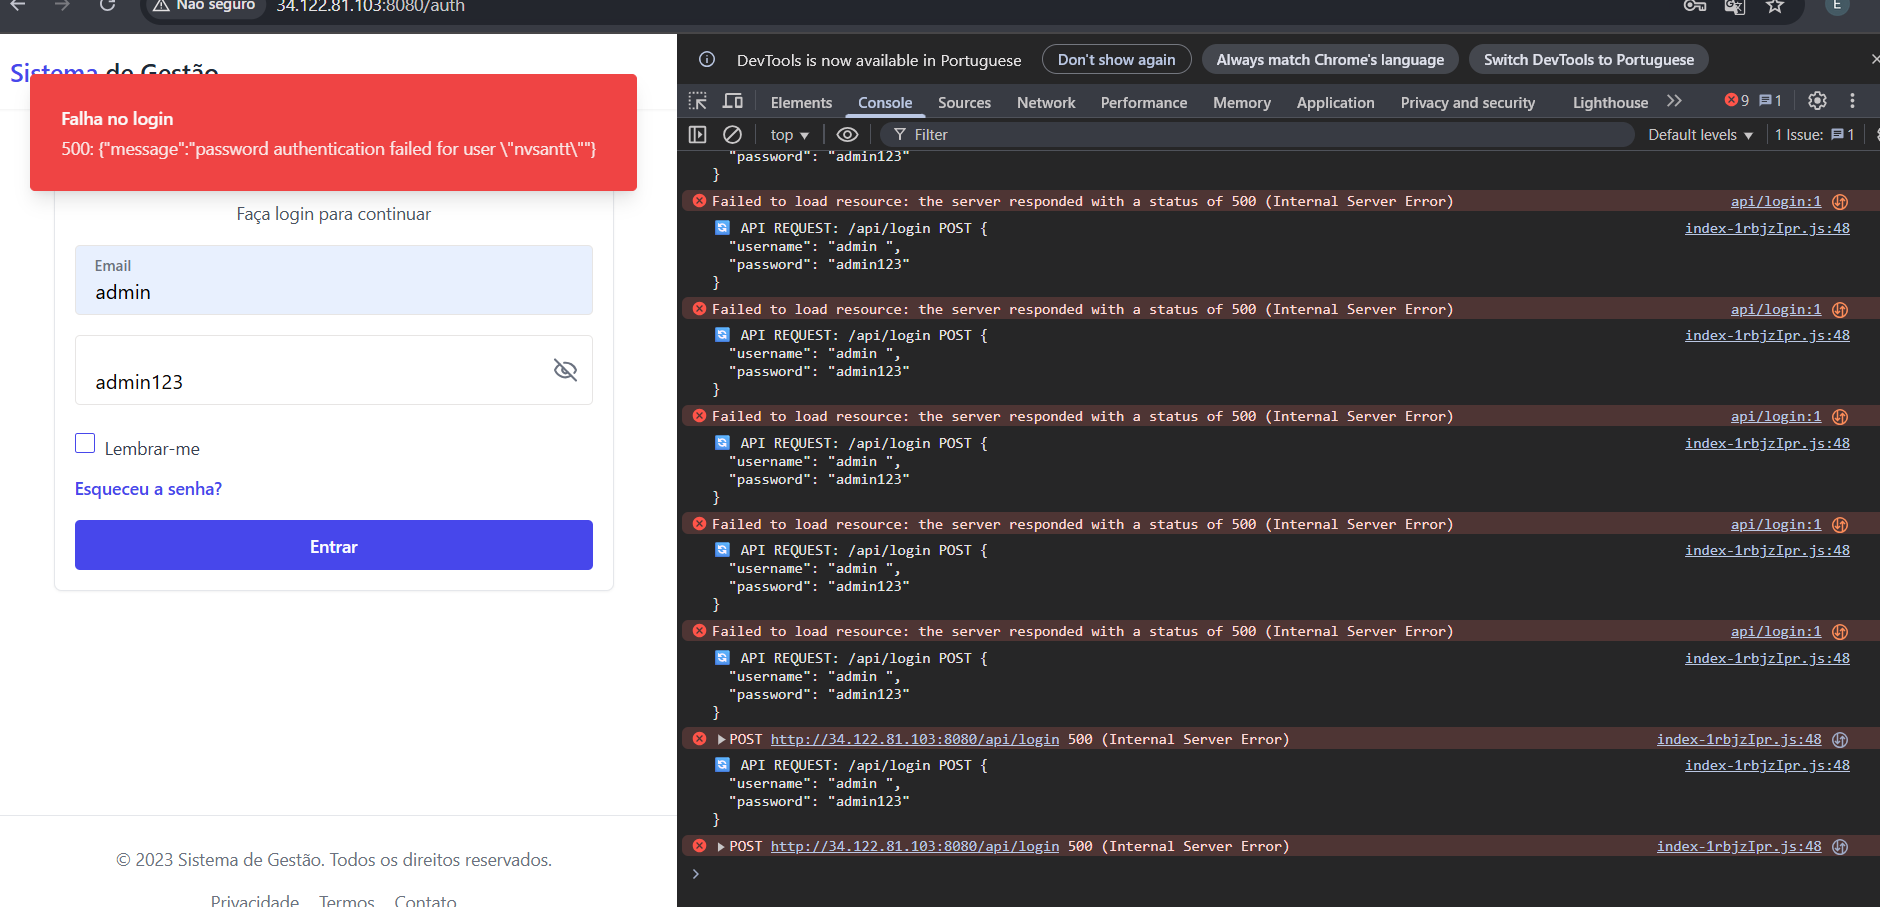 Não seguro
34.122.81.103:8080/auth
E
Sistema de Gestão
Falha no login
500: {"message":"password authentication failed for user \"nvsantt\""}
Faça login para continuar
Email
admin
admin123
Lembrar-me
Esqueceu a senha?
Entrar
© 2023 Sistema de Gestão. Todos os direitos reservados.
Privacidade Termos Contato
DevTools is now available in Portuguese Don't show again Always match Chrome's language Switch DevTools to Portuguese
Elements Console Sources Network Performance Memory Application Privacy and security Lighthouse 9 1
top Filter Default levels 1 Issue: 1
"password": "admin123"
}
Failed to load resource: the server responded with a status of 500 (Internal Server Error) api/login:1
API REQUEST: /api/login POST { index-1rbjzIpr.js:48
"username": "admin ",
"password": "admin123"
}
Failed to load resource: the server responded with a status of 500 (Internal Server Error) api/login:1
API REQUEST: /api/login POST { index-1rbjzIpr.js:48
"username": "admin ",
"password": "admin123"
}
Failed to load resource: the server responded with a status of 500 (Internal Server Error) api/login:1
API REQUEST: /api/login POST { index-1rbjzIpr.js:48
"username": "admin ",
"password": "admin123"
}
Failed to load resource: the server responded with a status of 500 (Internal Server Error) api/login:1
API REQUEST: /api/login POST { index-1rbjzIpr.js:48
"username": "admin ",
"password": "admin123"
}
Failed to load resource: the server responded with a status of 500 (Internal Server Error) api/login:1
API REQUEST: /api/login POST { index-1rbjzIpr.js:48
"username": "admin ",
"password": "admin123"
}
POST http://34.122.81.103:8080/api/login 500 (Internal Server Error) index-1rbjzIpr.js:48
API REQUEST: /api/login POST { index-1rbjzIpr.js:48
"username": "admin ",
"password": "admin123"
}
POST http://34.122.81.103:8080/api/login 500 (Internal Server Error) index-1rbjzIpr.js:48